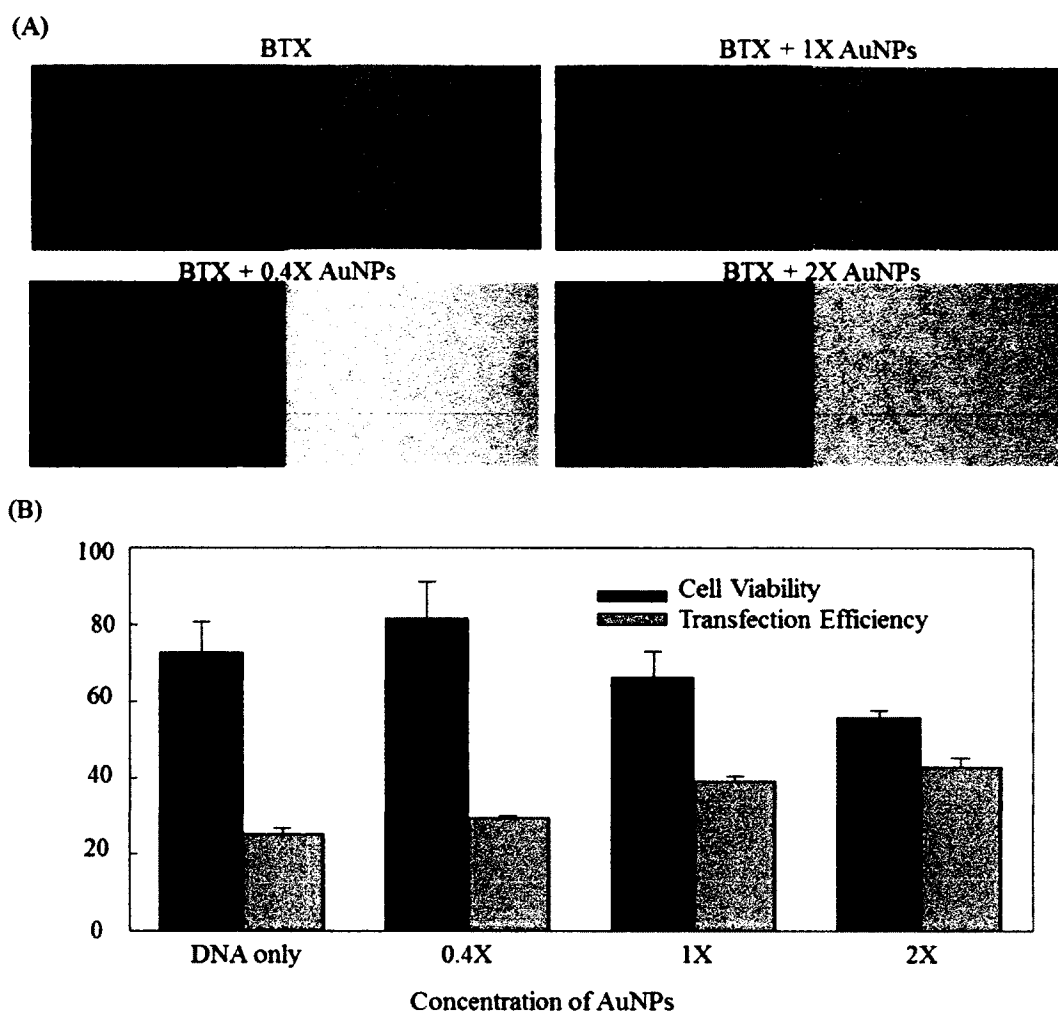 (A)
BTX
BTX + 1X AuNPs
BTX + 0.4X AuNPs
BTX + 2X AuNPs
(B)
100
80
60
40
20
0
Cell Viability
Transfection Efficiency
DNA only
0.4X
1X
2X
Concentration of AuNPs